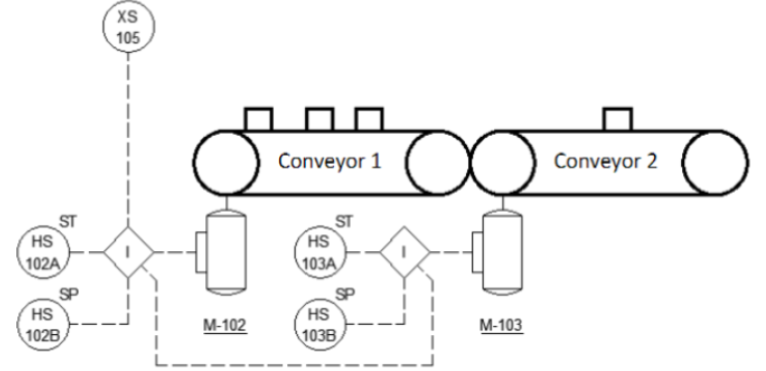 XS
105
Conveyor 1
Conveyor 2
ST
HS
102A
I
SP
HS
102B
M-102
ST
HS
103A
I
SP
HS
103B
M-103